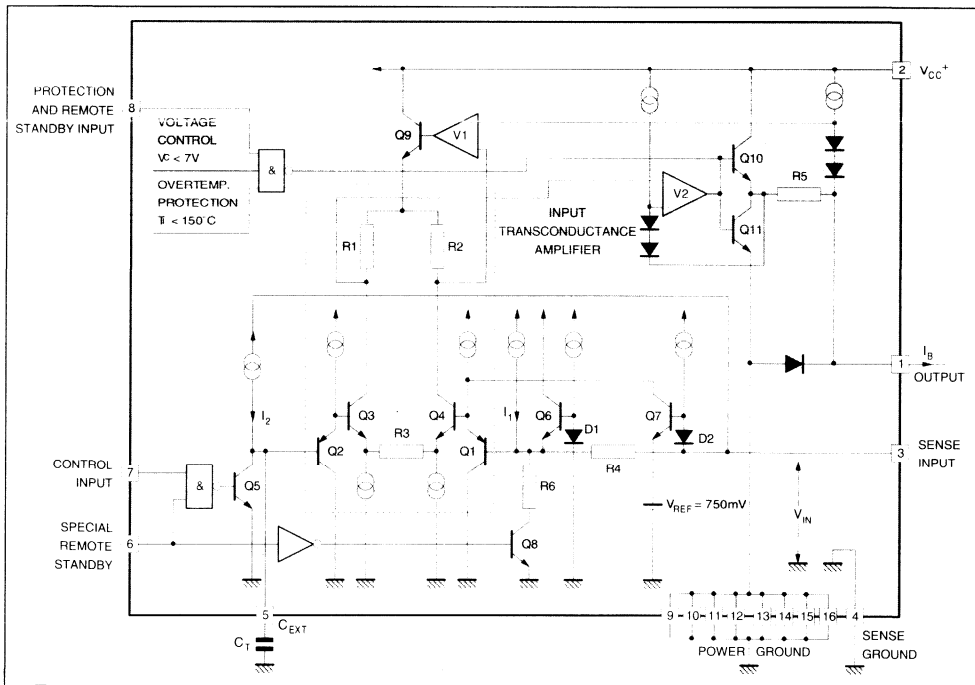 PROTECTION
AND REMOTE
STANDBY INPUT
8
VOLTAGE
CONTROL
VC < 7V
OVERTEMP.
PROTECTION
Ti < 150°C
&
Q9
V1
R1
R2
INPUT
TRANSCONDUCTANCE
AMPLIFIER
V2
Q10
Q11
R5
2
VCC+
1
IB
OUTPUT
I2
Q3
Q2
R3
Q4
Q1
I1
Q6
D1
R4
Q7
D2
3
SENSE
INPUT
CONTROL
INPUT
7
&
Q5
R6
VREF = 750mV
VIN
SPECIAL
REMOTE
STANDBY
6
Q8
5
CEXT
CT
9
10
11
12
13
14
15
16
4
POWER GROUND
SENSE
GROUND